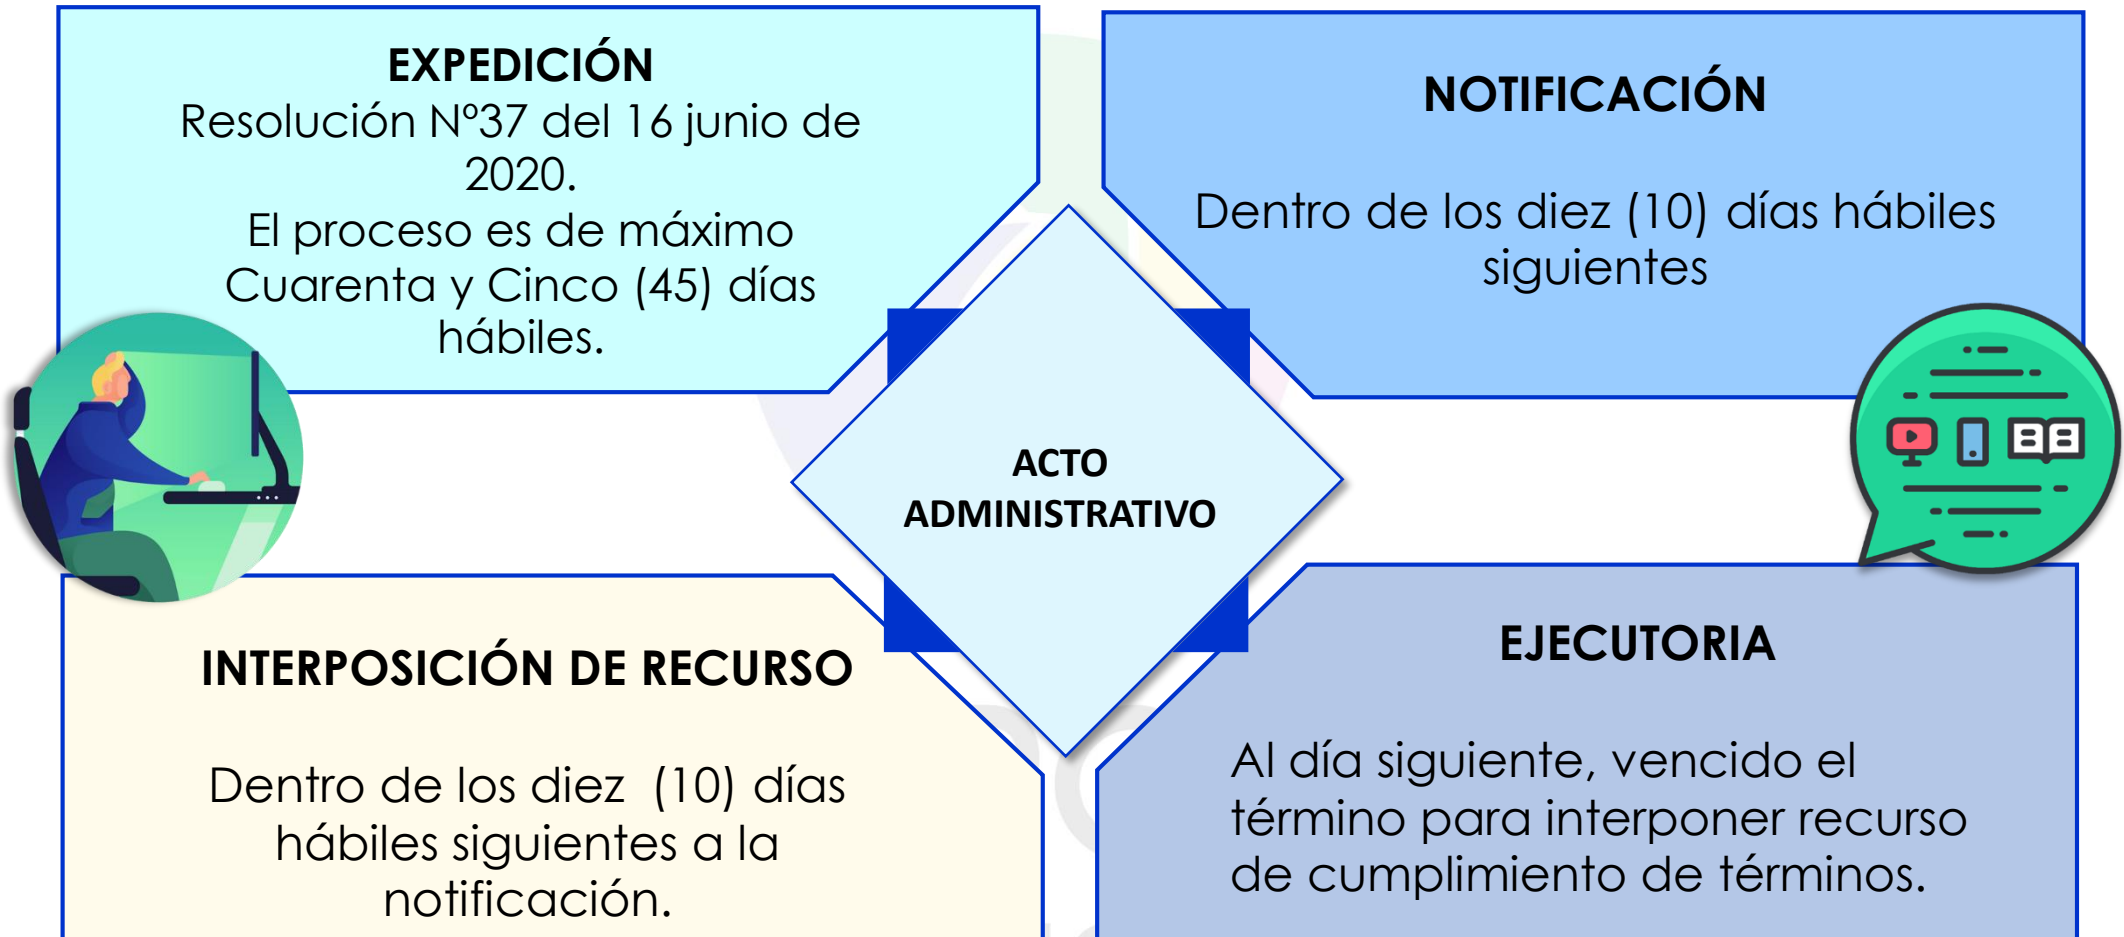 EXPEDICIÓN
Resolución Nº37 del 16 junio de
2020.
El proceso es de máximo
Cuarenta y Cinco (45) días
hábiles.
NOTIFICACIÓN
Dentro de los diez (10) días hábiles
siguientes
ACTO
ADMINISTRATIVO
INTERPOSICIÓN DE RECURSO
Dentro de los diez  (10) días
hábiles siguientes a la
notificación.
EJECUTORIA
Al día siguiente, vencido el
término para interponer recurso
de cumplimiento de términos.